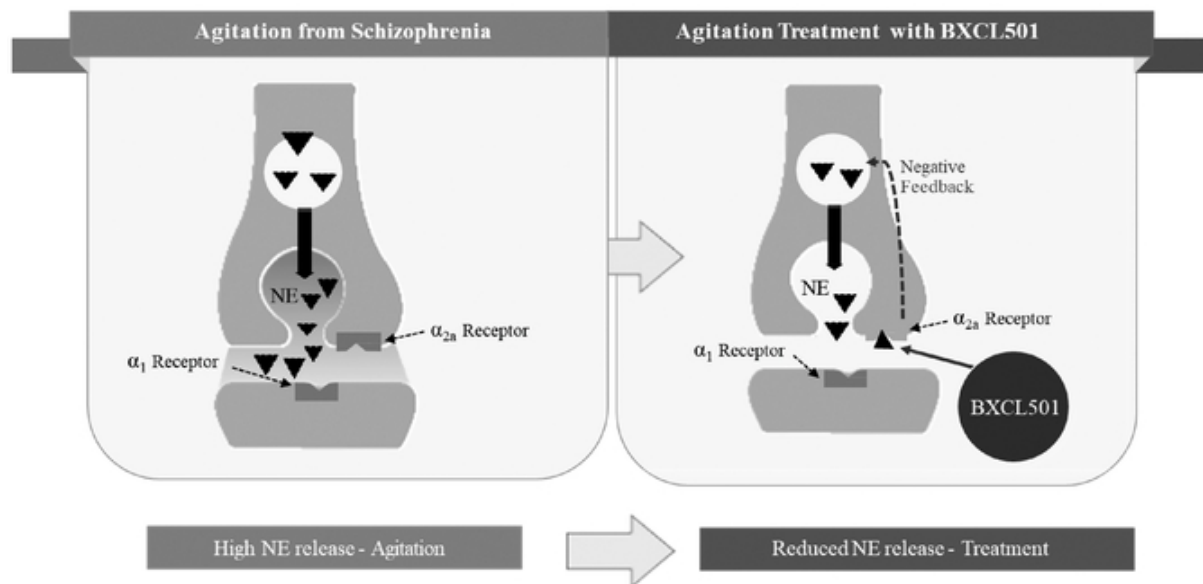 Agitation from Schizophrenia
Agitation Treatment with BXCL501
NE
α2a Receptor
α1 Receptor
Negative
Feedback
NE
α2a Receptor
α1 Receptor
BXCL501
High NE release - Agitation
Reduced NE release - Treatment